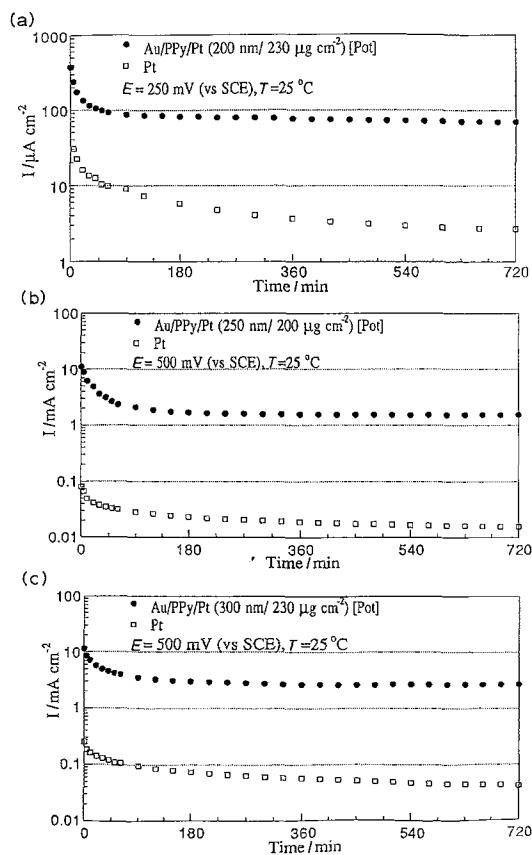 (a)
1000
100
10
1
I /µA cm⁻²
● Au/PPy/Pt (200 nm/ 230 µg cm⁻²) [Pot]
□ Pt
E = 250 mV (vs SCE), T=25 °C
0 180 360 540 720
Time / min
(b)
100
10
1
0.1
0.01
I / mA cm⁻²
● Au/PPy/Pt (250 nm/ 200 µg cm⁻²) [Pot]
□ Pt
E = 500 mV (vs SCE), T=25 °C
0 180 360 540 720
Time / min
(c)
100
10
1
0.1
0.01
I / mA cm⁻²
● Au/PPy/Pt (300 nm/ 230 µg cm⁻²) [Pot]
□ Pt
E = 500 mV (vs SCE), T=25 °C
0 180 360 540 720
Time / min